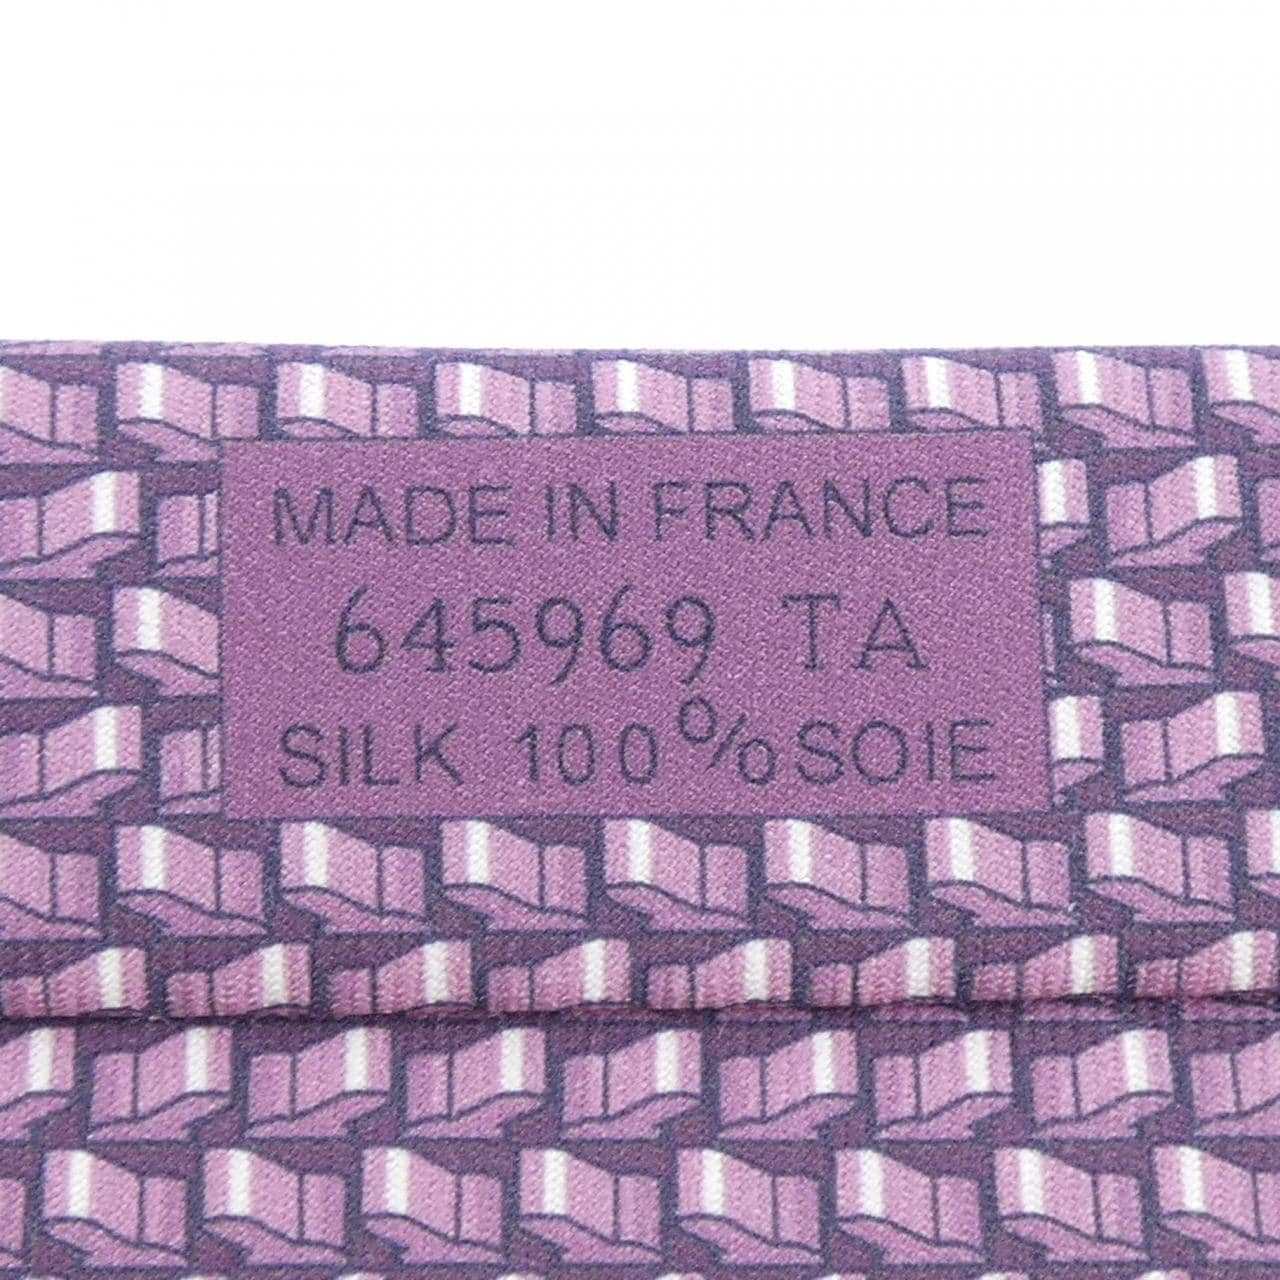 MADE IN FRANCE
645969 TA
SILK 100%SOIE